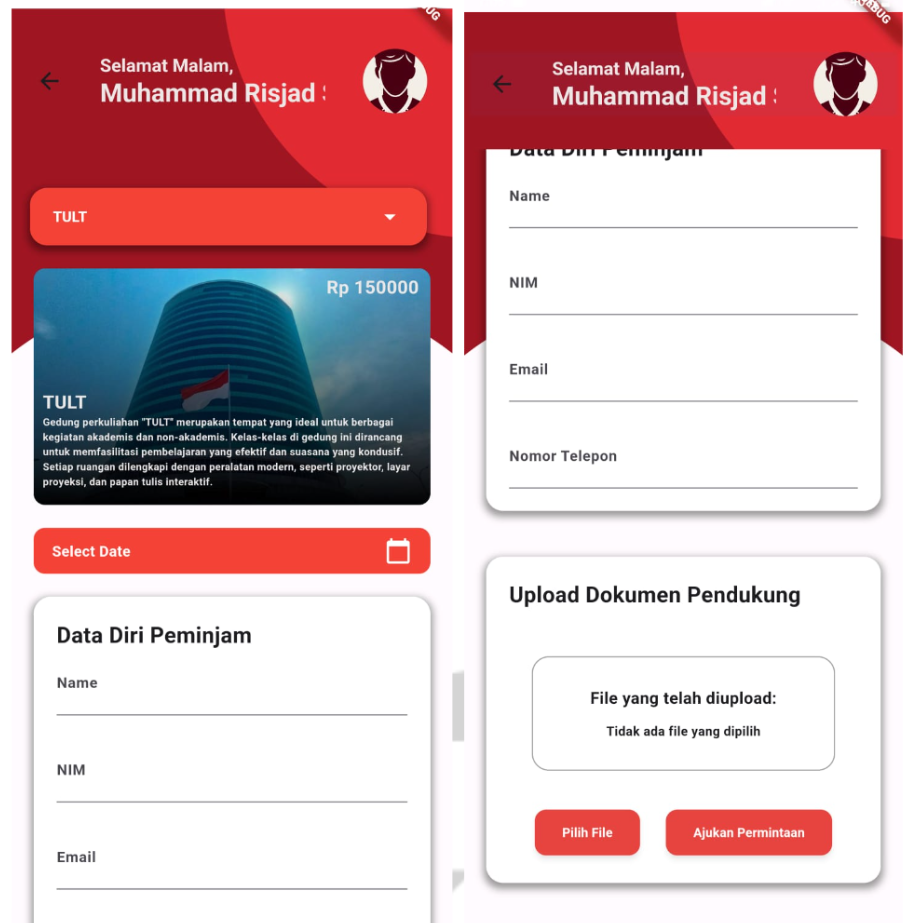 Selamat Malam,
Muhammad Risjad
TULT
Rp 150000
TULT
Gedung perkuliahan "TULT" merupakan tempat yang ideal untuk berbagai
kegiatan akademis dan non-akademis. Kelas-kelas di gedung ini dirancang
untuk memfasilitasi pembelajaran yang efektif dan suasana yang kondusif.
Setiap ruangan dilengkapi dengan peralatan modern, seperti proyektor, layar
proyeksi, dan papan tulis interaktif.
Select Date
Data Diri Peminjam
Name
NIM
Email
Selamat Malam,
Muhammad Risjad
Data Diri Peminjam
Name
NIM
Email
Nomor Telepon
Upload Dokumen Pendukung
File yang telah diupload:
Tidak ada file yang dipilih
Pilih File
Ajukan Permintaan